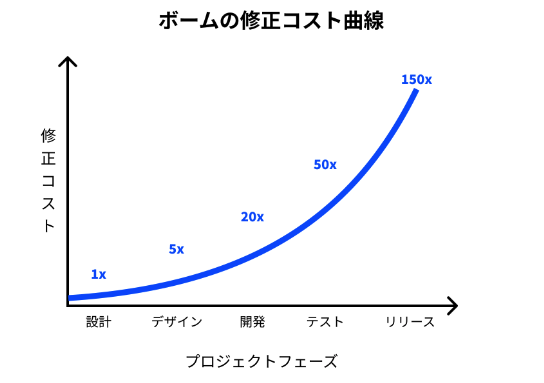 ボームの修正コスト曲線
修正コスト
150x
50x
20x
5x
1x
設計 デザイン 開発 テスト リリース
プロジェクトフェーズ